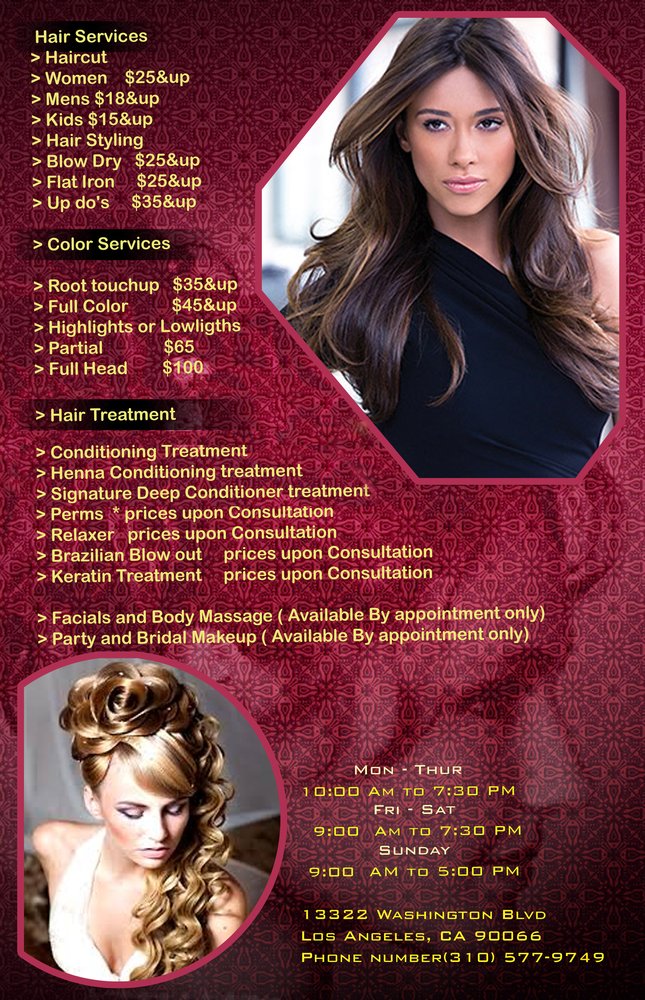 Hair Services
> Haircut
> Women $25&up
> Mens $18&up
> Kids $15&up
> Hair Styling
> Blow Dry $25&up
> Flat Iron $25&up
> Up do's $35&up
> Color Services
> Root touchup $35&up
> Full Color $45&up
> Highlights or Lowligths
> Partial $65
> Full Head $100
> Hair Treatment
> Conditioning Treatment
> Henna Conditioning treatment
> Signature Deep Conditioner treatment
> Perms * prices upon Consultation
> Relaxer prices upon Consultation
> Brazilian Blow out prices upon Consultation
> Keratin Treatment prices upon Consultation
> Facials and Body Massage ( Available By appointment only)
> Party and Bridal Makeup ( Available By appointment only)
Mon - Thur
10:00 Am to 7:30 PM
Fri - Sat
9:00 Am to 7:30 PM
Sunday
9:00 AM to 5:00 PM
13322 Washington Blvd
Los Angeles, CA 90066
Phone number(310) 577-9749